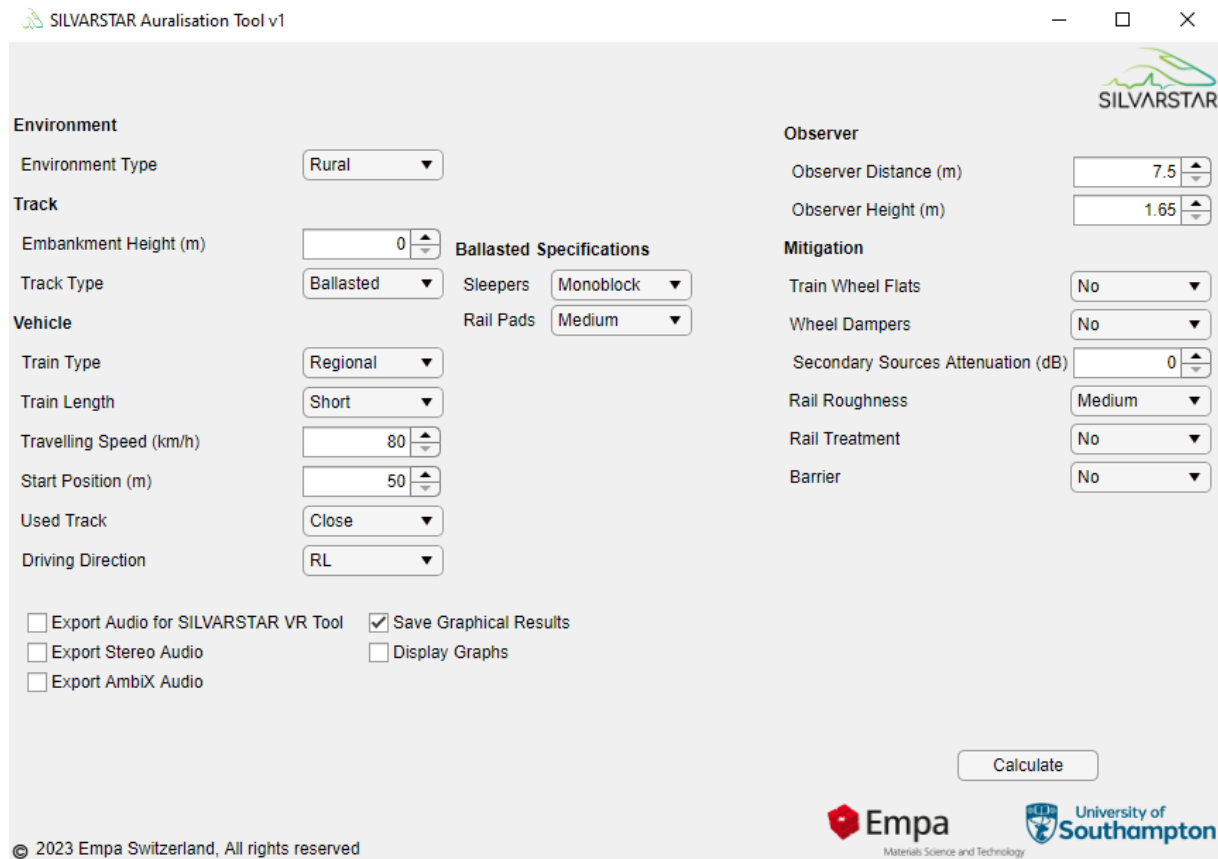 SILVARSTAR Auralisation Tool v1
SILVARSTAR
Environment
Environment Type Rural
Track
Embankment Height (m) 0
Track Type Ballasted
Ballasted Specifications
Sleepers Monoblock
Rail Pads Medium
Vehicle
Train Type Regional
Train Length Short
Travelling Speed (km/h) 80
Start Position (m) 50
Used Track Close
Driving Direction RL
Observer
Observer Distance (m) 7.5
Observer Height (m) 1.65
Mitigation
Train Wheel Flats No
Wheel Dampers No
Secondary Sources Attenuation (dB) 0
Rail Roughness Medium
Rail Treatment No
Barrier No
Export Audio for SILVARSTAR VR Tool
Export Stereo Audio
Export AmbiX Audio
Save Graphical Results
Display Graphs
Calculate
Empa
Materials Science and Technology
University of
Southampton
© 2023 Empa Switzerland, All rights reserved